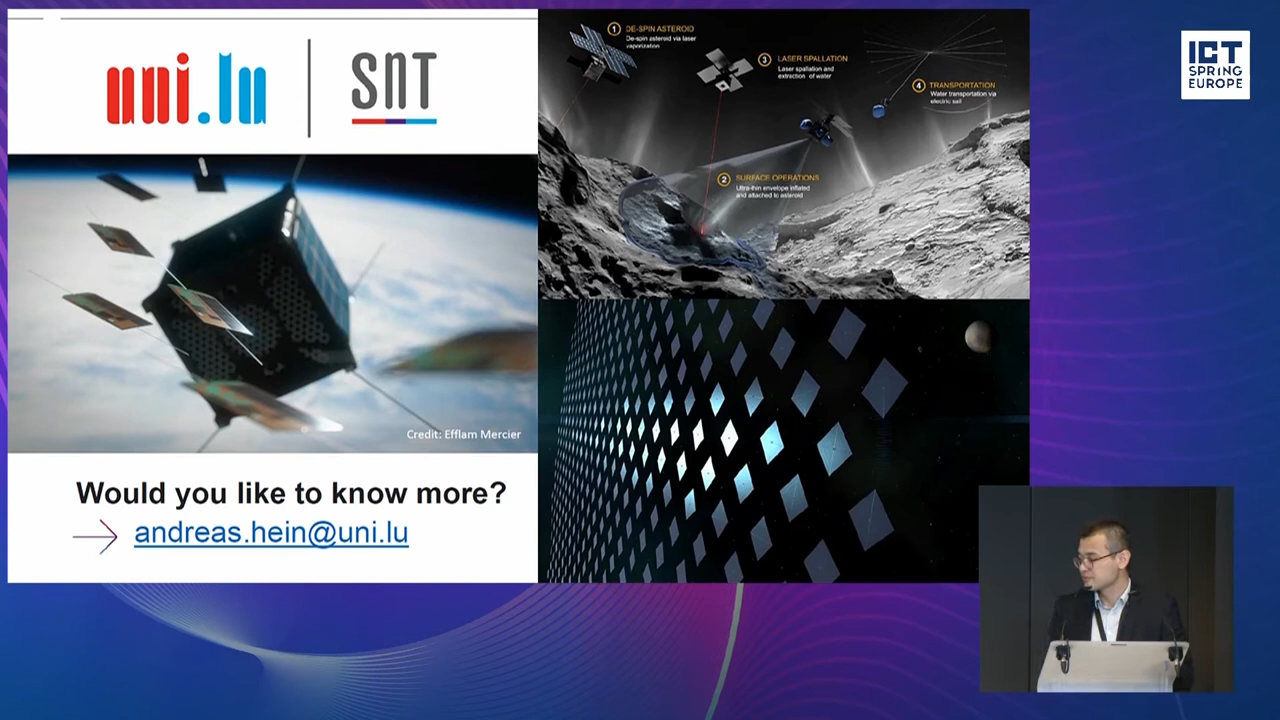 uni.lu
SNT
Credit: Efflam Mercier
Would you like to know more?
andreas.hein@uni.lu
1 DE-SPIN ASTEROID
De-spin asteroid via laser
vaporization
3 LASER SPALLATION
Laser spallation and
extraction of water
4 TRANSPORTATION
Water transportation via
electric sail
2 SURFACE OPERATIONS
Ultra-thin envelope inflated
and attached to asteroid
ICT
SPRING
EUROPE